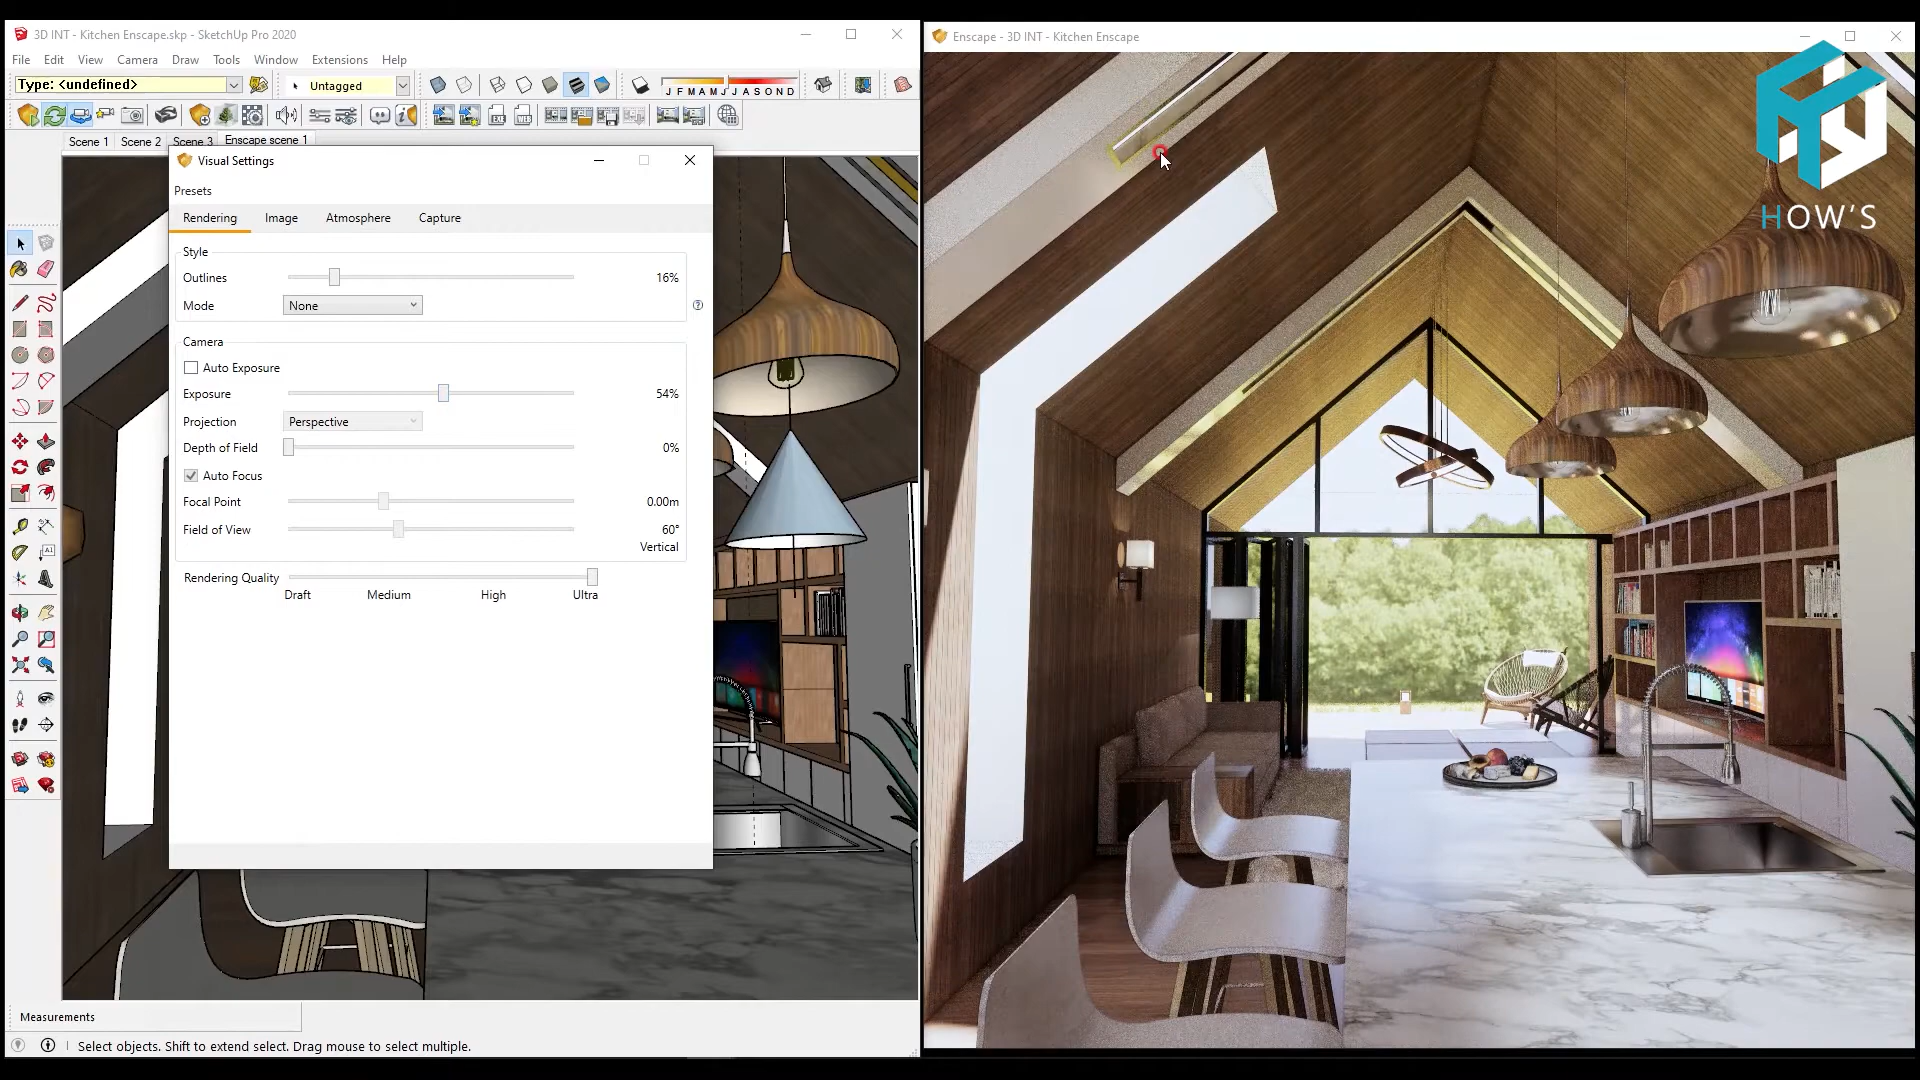 3D INT - Kitchen Enscape.skp - SketchUp Pro 2020
File Edit View Camera Draw Tools Window Extensions Help
Type: <undefined>
Untagged
J F M A M J J A S O N D
Scene 1 Scene 2 Scene 3 Enscape scene 1
Visual Settings
Presets
Rendering Image Atmosphere Capture
Style
Outlines 16%
Mode None
Camera
Auto Exposure
Exposure 54%
Projection Perspective
Depth of Field 0%
Auto Focus
Focal Point 0.00m
Field of View 60°
Vertical
Rendering Quality
Draft Medium High Ultra
Measurements
Select objects. Shift to extend select. Drag mouse to select multiple.
Enscape - 3D INT - Kitchen Enscape
HOW'S